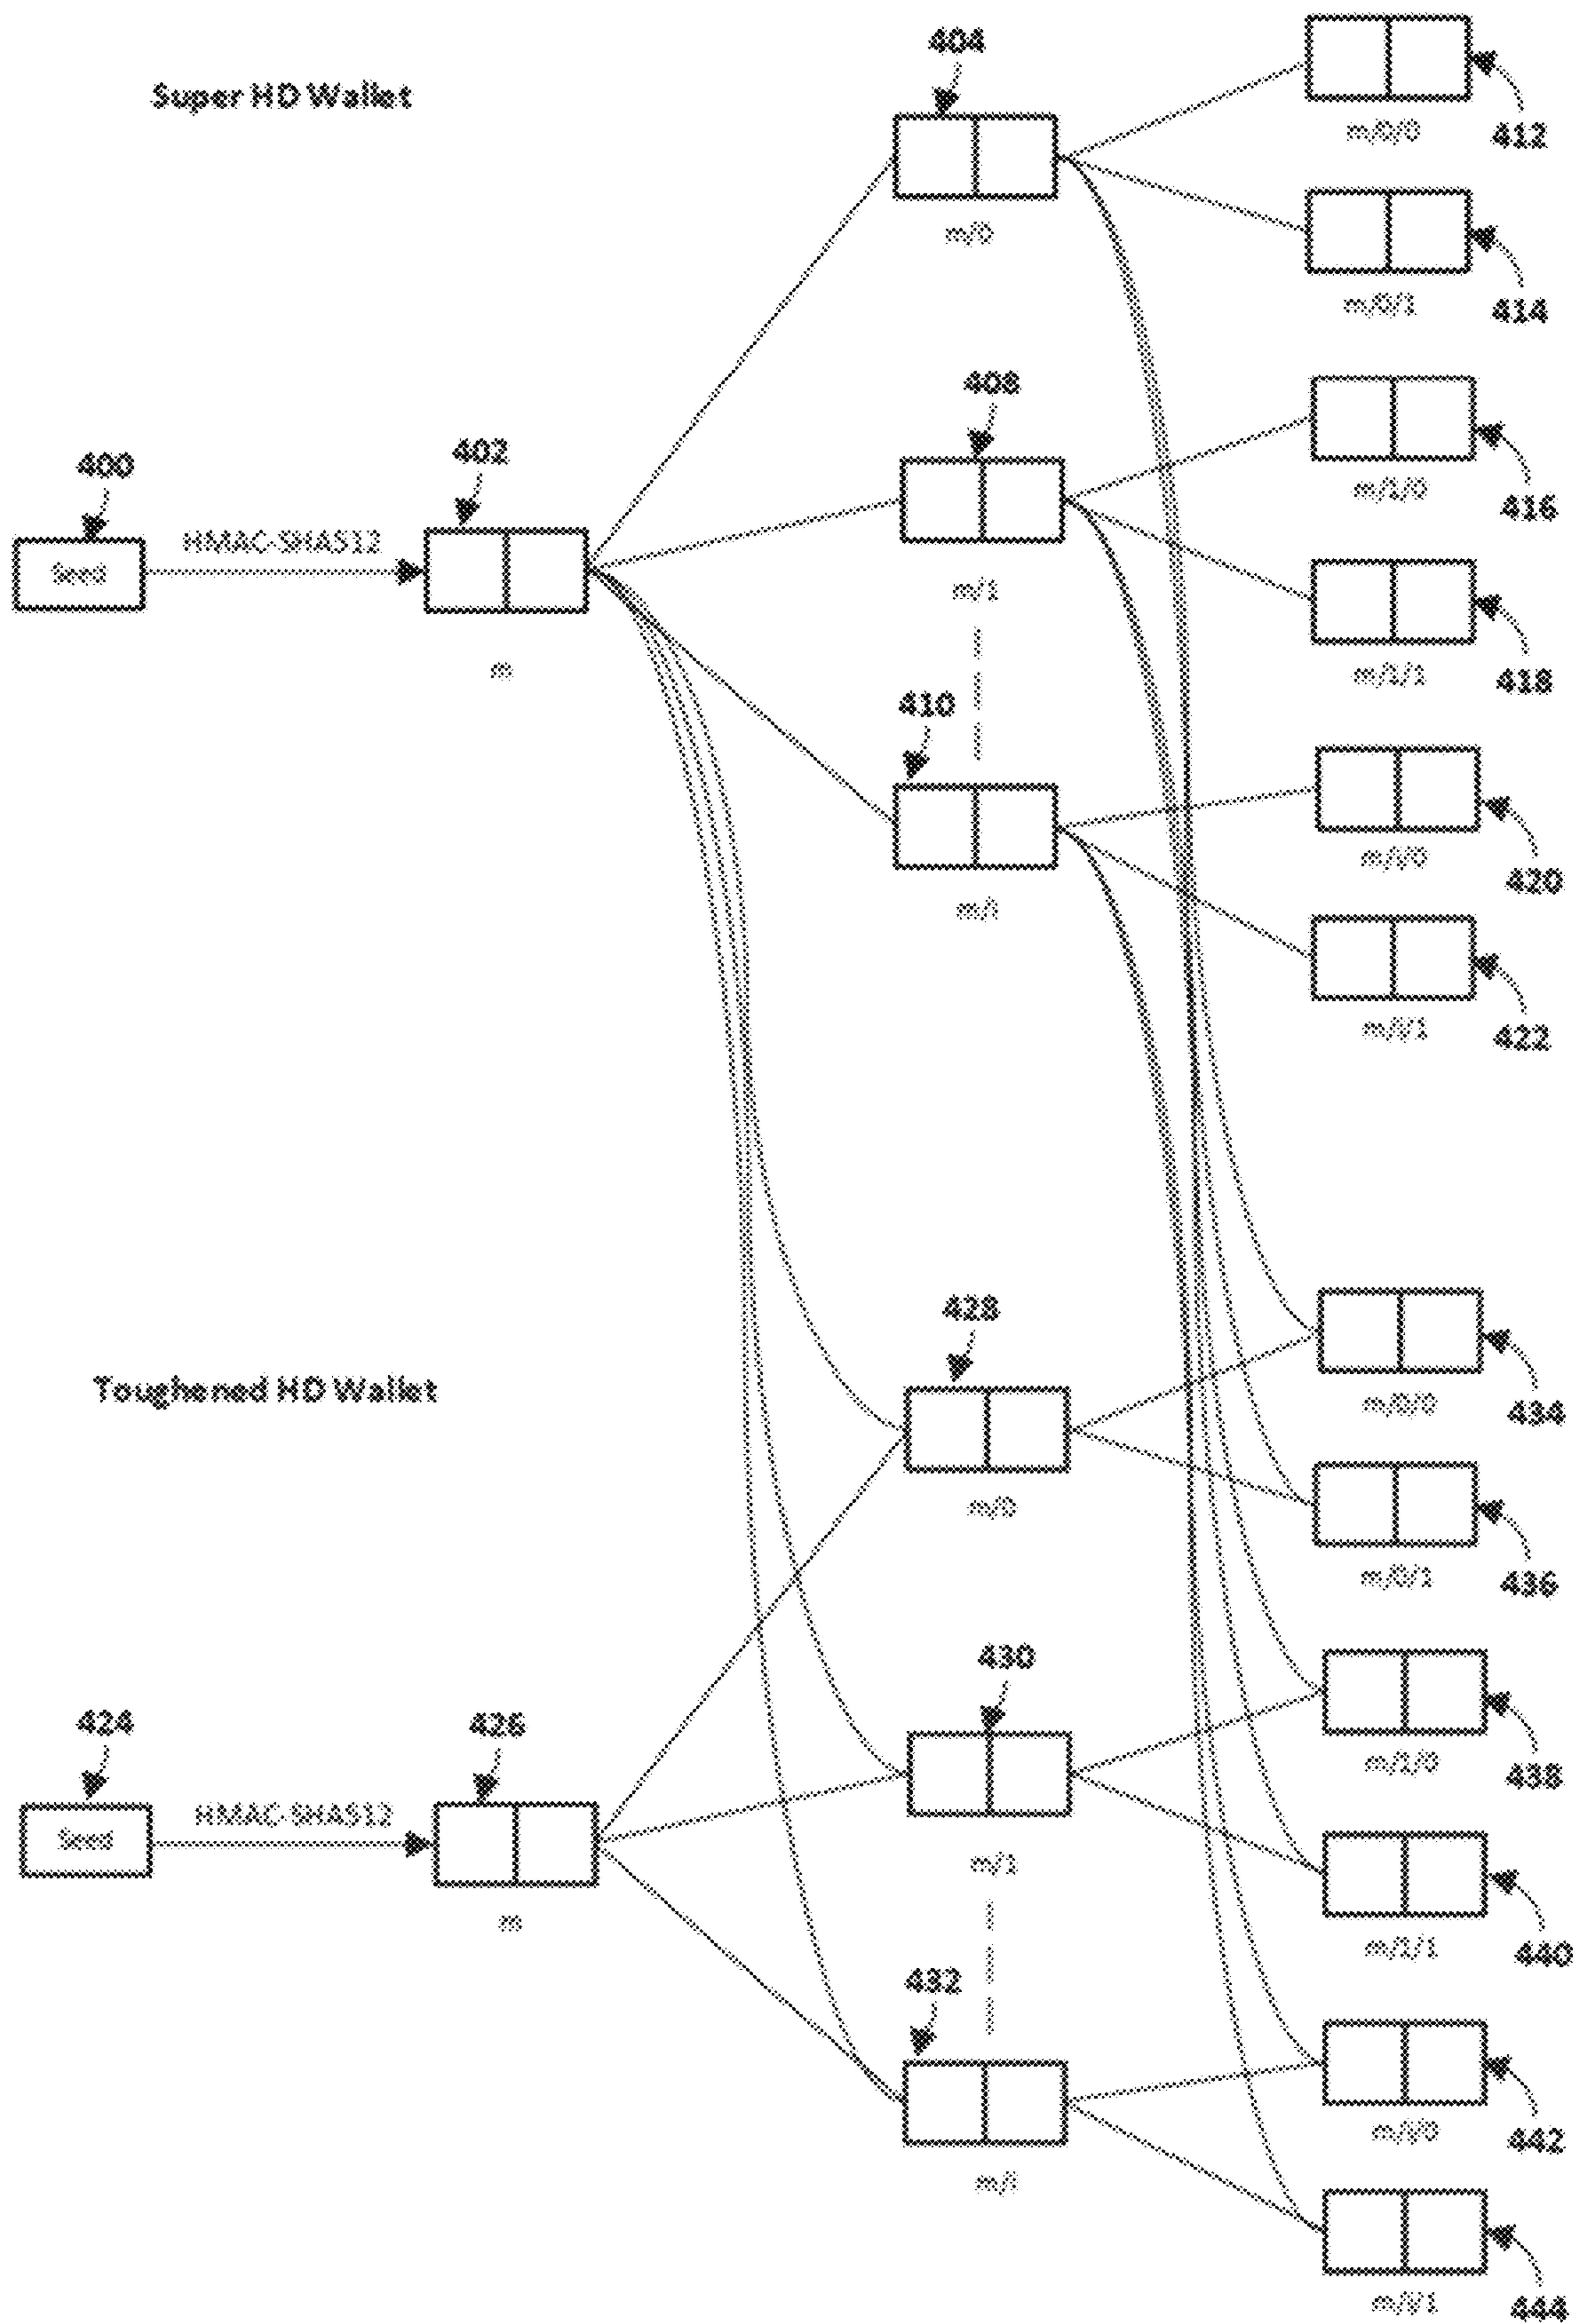 404
Super HD Wallet
m/0/0
412
m/0
m/0/1
414
408
400
402
HMAC-SHA512
Seed
m
m/1
m/1/0
416
m/1/1
418
410
m/i
m/i/0
420
m/i/1
422
428
Toughened HD Wallet
m/0
m/0/0
434
m/0/1
436
430
424
426
HMAC-SHA512
Seed
m
m/1
m/1/0
438
m/1/1
440
432
m/i
m/i/0
442
m/i/1
444